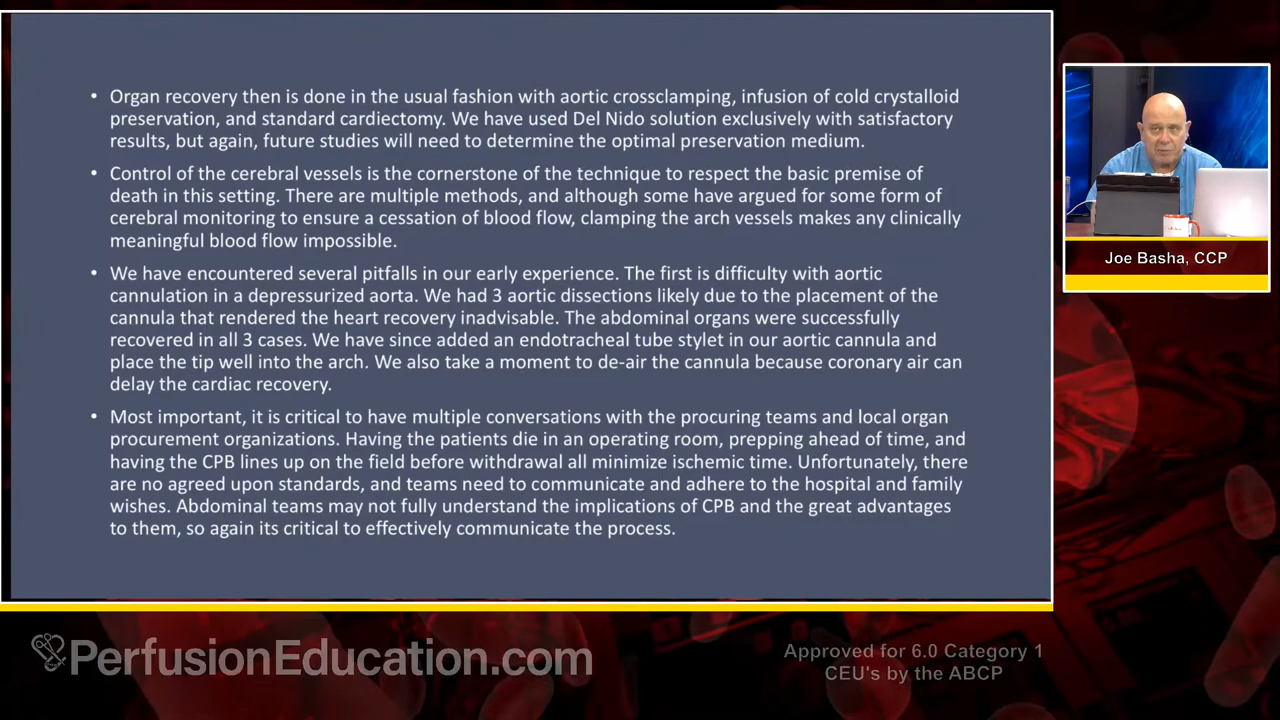 • Organ recovery then is done in the usual fashion with aortic crossclamping, infusion of cold crystalloid
preservation, and standard cardiectomy. We have used Del Nido solution exclusively with satisfactory
results, but again, future studies will need to determine the optimal preservation medium.
• Control of the cerebral vessels is the cornerstone of the technique to respect the basic premise of
death in this setting. There are multiple methods, and although some have argued for some form of
cerebral monitoring to ensure a cessation of blood flow, clamping the arch vessels makes any clinically
meaningful blood flow impossible.
• We have encountered several pitfalls in our early experience. The first is difficulty with aortic
cannulation in a depressurized aorta. We had 3 aortic dissections likely due to the placement of the
cannula that rendered the heart recovery inadvisable. The abdominal organs were successfully
recovered in all 3 cases. We have since added an endotracheal tube stylet in our aortic cannula and
place the tip well into the arch. We also take a moment to de-air the cannula because coronary air can
delay the cardiac recovery.
• Most important, it is critical to have multiple conversations with the procuring teams and local organ
procurement organizations. Having the patients die in an operating room, prepping ahead of time, and
having the CPB lines up on the field before withdrawal all minimize ischemic time. Unfortunately, there
are no agreed upon standards, and teams need to communicate and adhere to the hospital and family
wishes. Abdominal teams may not fully understand the implications of CPB and the great advantages
to them, so again its critical to effectively communicate the process.
Joe Basha, CCP
PerfusionEducation.com
Approved for 6.0 Category 1
CEU's by the ABCP